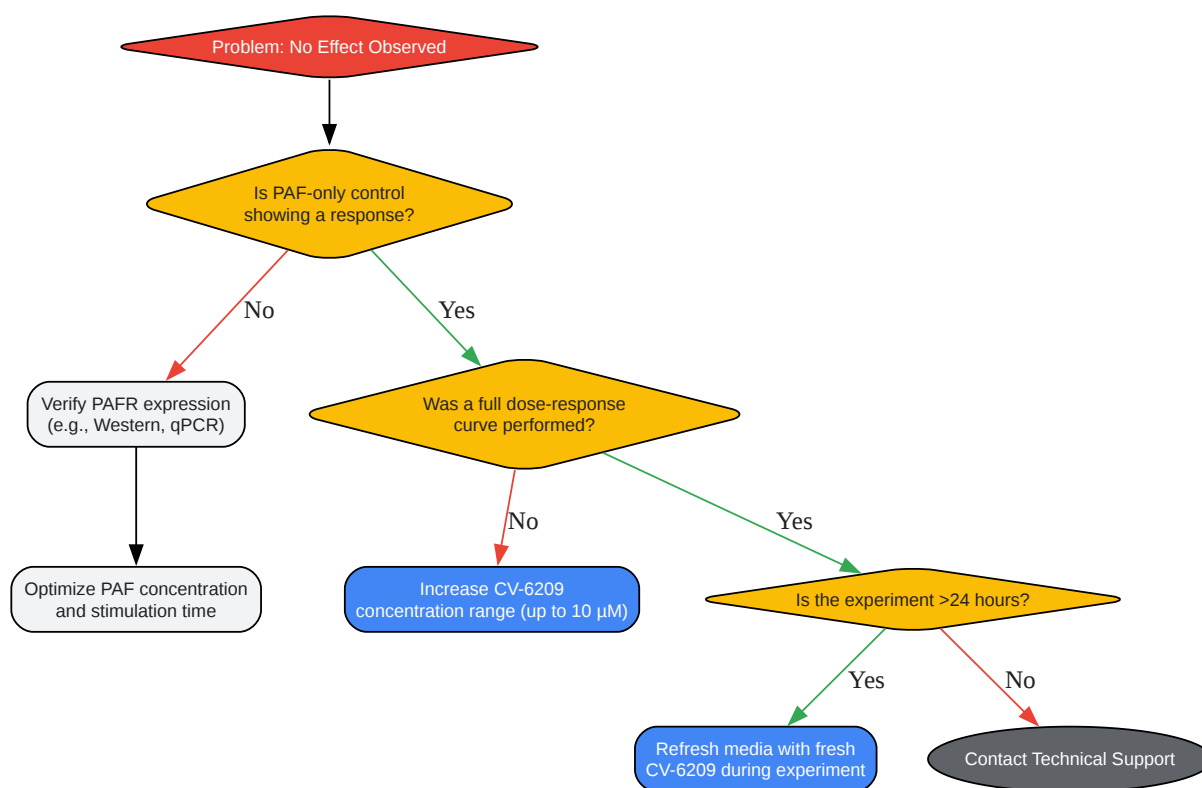 Problem: No Effect Observed
Is PAF-only control
showing a response?
No
Yes
Verify PAFR expression
(e.g., Western, qPCR)
Was a full dose-response
curve performed?
No
Yes
Optimize PAF concentration
and stimulation time
Increase CV-6209
concentration range (up to 10 µM)
Is the experiment >24 hours?
Yes
No
Refresh media with fresh
CV-6209 during experiment
Contact Technical Support